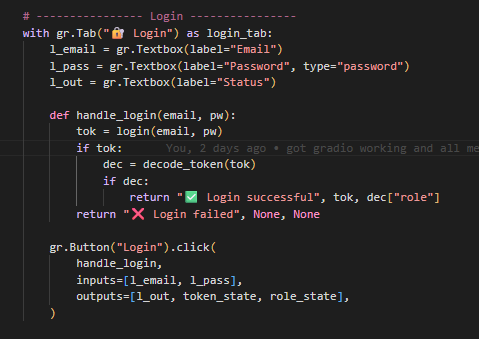 # --------------- Login ---------------
with gr.Tab("🔐 Login") as login_tab:
    l_email = gr.Textbox(label="Email")
    l_pass = gr.Textbox(label="Password", type="password")
    l_out = gr.Textbox(label="Status")

    def handle_login(email, pw):
        tok = login(email, pw)
        if tok:     You, 2 days ago • got gradio working and all me
            dec = decode_token(tok)
            if dec:
                return "✅ Login successful", tok, dec["role"]
        return "❌ Login failed", None, None

    gr.Button("Login").click(
        handle_login,
        inputs=[l_email, l_pass],
        outputs=[l_out, token_state, role_state],
    )